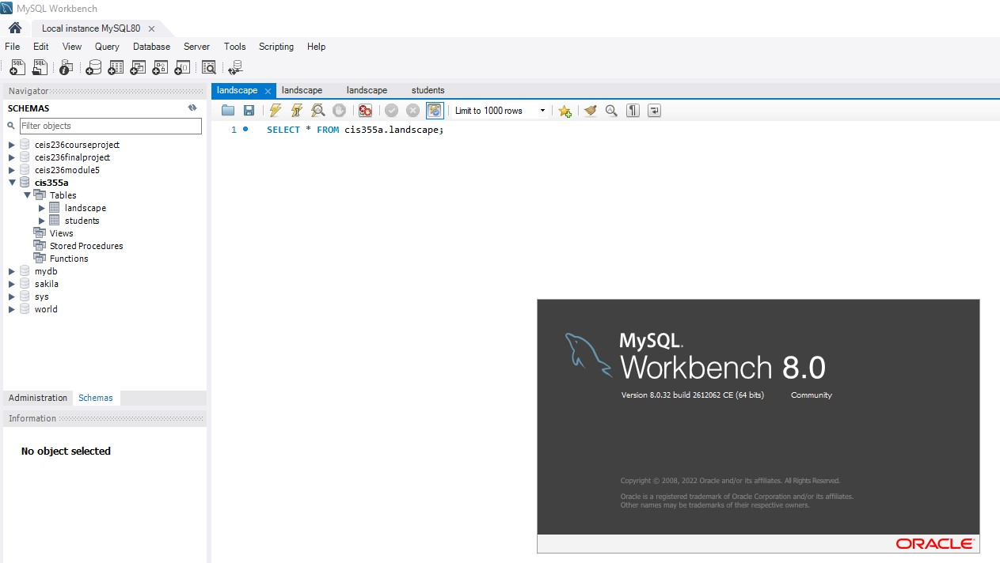 MySQL Workbench
Local instance MySQL80
File Edit View Query Database Server Tools Scripting Help
Navigator
SCHEMAS
Filter objects
ceis236courseproject
ceis236finalproject
ceis236module5
cis355a
Tables
landscape
students
Views
Stored Procedures
Functions
mydb
sakila
sys
world
Administration Schemas
Information
No object selected
landscape landscape landscape students
Limit to 1000 rows
1 SELECT * FROM cis355a.landscape;
MySQL.
Workbench 8.0
Version 8.0.32 build 2612062 CE (64 bits) Community
Copyright © 2008, 2022 Oracle and/or its affiliates. All Rights Reserved.
Oracle is a registered trademark of Oracle Corporation and/or its affiliates.
Other names may be trademarks of their respective owners.
ORACLE